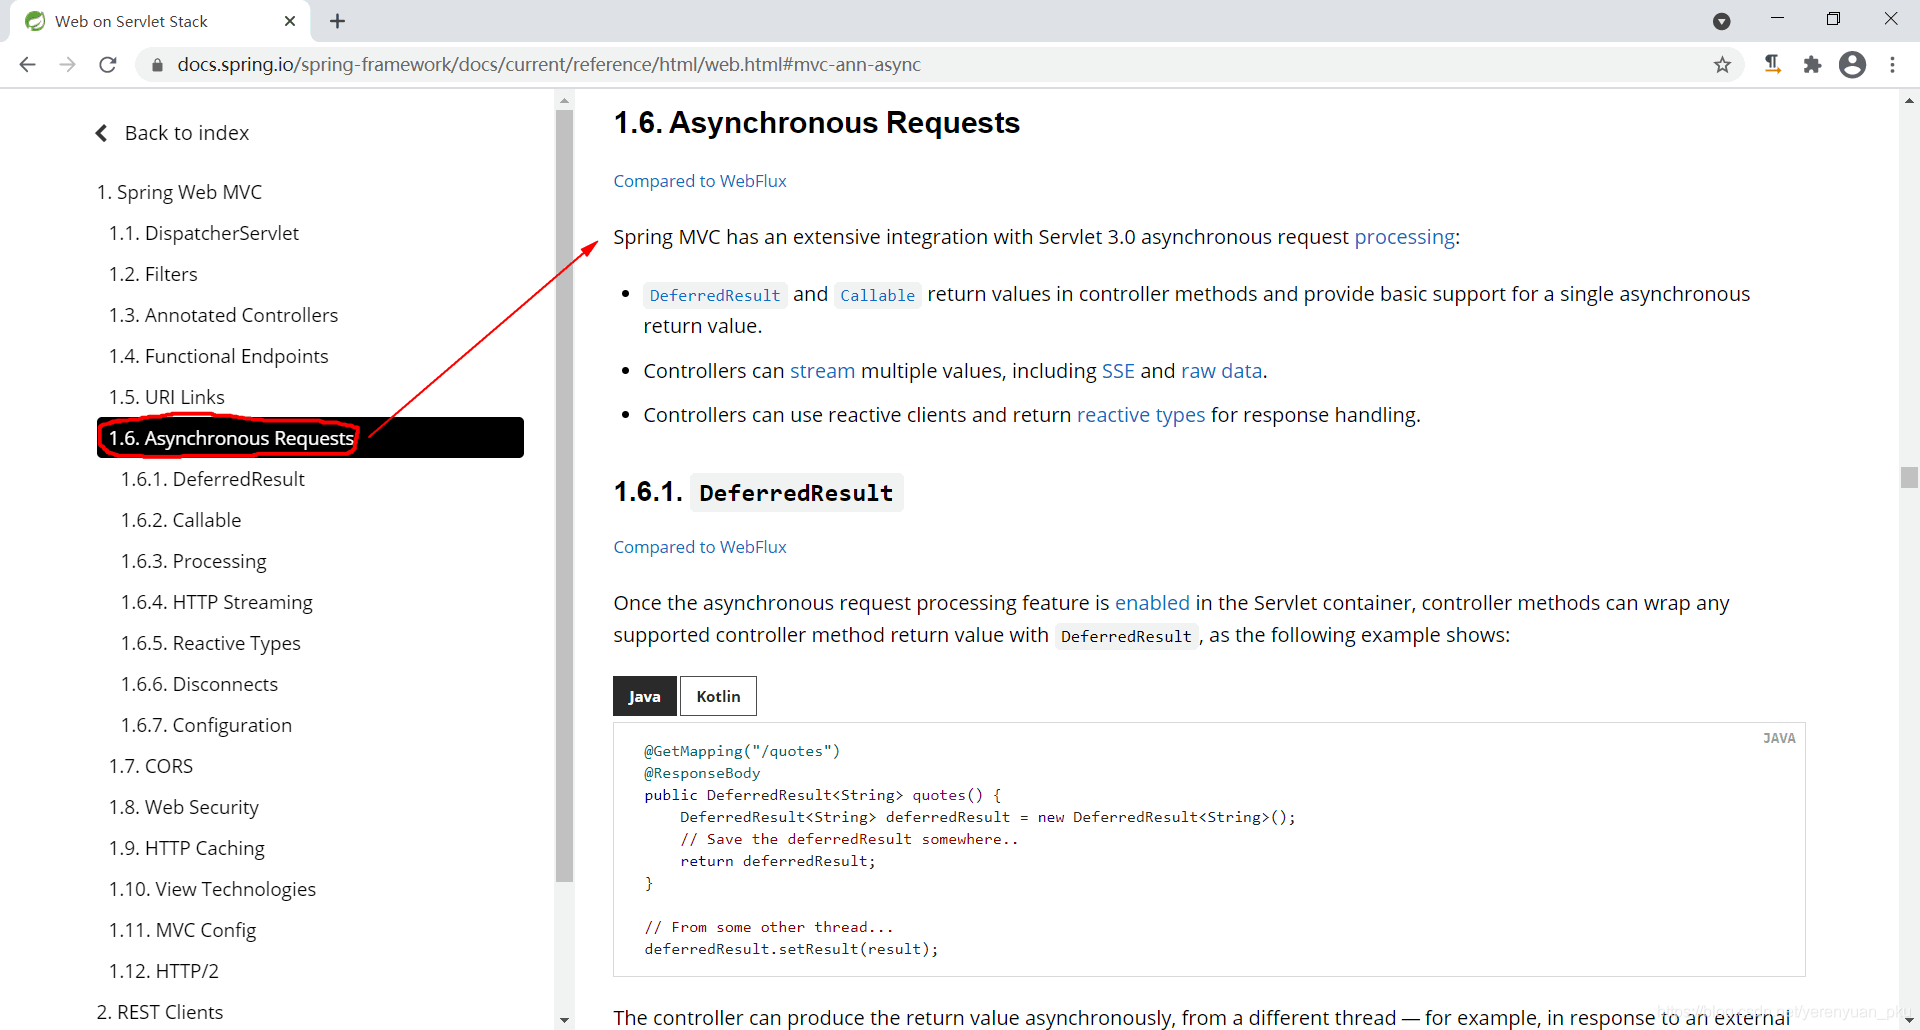 Web on Servlet Stack
docs.spring.io/spring-framework/docs/current/reference/html/web.html#mvc-ann-async
Back to index
1. Spring Web MVC
1.1. DispatcherServlet
1.2. Filters
1.3. Annotated Controllers
1.4. Functional Endpoints
1.5. URI Links
1.6. Asynchronous Requests
1.6.1. DeferredResult
1.6.2. Callable
1.6.3. Processing
1.6.4. HTTP Streaming
1.6.5. Reactive Types
1.6.6. Disconnects
1.6.7. Configuration
1.7. CORS
1.8. Web Security
1.9. HTTP Caching
1.10. View Technologies
1.11. MVC Config
1.12. HTTP/2
2. REST Clients
1.6. Asynchronous Requests
Compared to WebFlux
Spring MVC has an extensive integration with Servlet 3.0 asynchronous request processing:
• DeferredResult and Callable return values in controller methods and provide basic support for a single asynchronous
return value.
• Controllers can stream multiple values, including SSE and raw data.
• Controllers can use reactive clients and return reactive types for response handling.
1.6.1. DeferredResult
Compared to WebFlux
Once the asynchronous request processing feature is enabled in the Servlet container, controller methods can wrap any
supported controller method return value with DeferredResult, as the following example shows:
Java Kotlin
JAVA
@GetMapping("/quotes")
@ResponseBody
public DeferredResult<String> quotes() {
    DeferredResult<String> deferredResult = new DeferredResult<String>();
    // Save the deferredResult somewhere..
    return deferredResult;
}
// From some other thread...
deferredResult.setResult(result);
The controller can produce the return value asynchronously, from a different thread — for example, in response to an external
https://blog.csdn.net/yerenyuan_pku